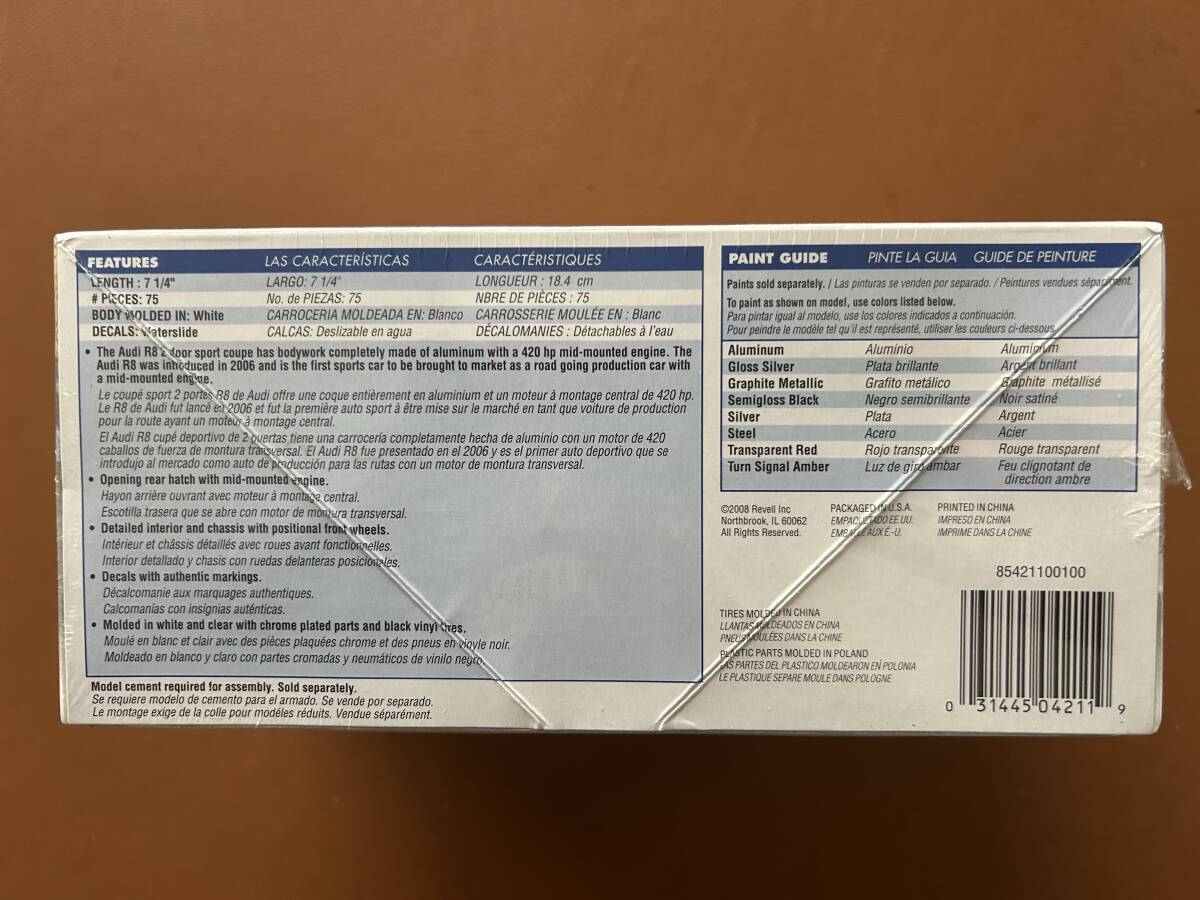 FEATURES LAS CARACTERÍSTICAS CARACTÉRISTIQUES
LENGTH : 7 1/4" LARGO: 7 1/4" LONGUEUR : 18.4 cm
# PIECES: 75 No. de PIEZAS: 75 NBRE DE PIÈCES : 75
BODY MOLDED IN: White CARROCERIA MOLDEADA EN: Blanco CARROSSERIE MOULÉE EN : Blanc
DECALS: Waterslide CALCAS: Deslizable en agua DÉCALOMANIES : Détachables à l'eau
• The Audi R8 2 door sport coupe has bodywork completely made of aluminum with a 420 hp mid-mounted engine. The
Audi R8 was introduced in 2006 and is the first sports car to be brought to market as a road going production car with
a mid-mounted engine.
Le coupé sport 2 portes R8 de Audi offre une coque entièrement en aluminium et un moteur à montage central de 420 hp.
Le R8 de Audi fut lancé en 2006 et fut la première auto sport à être mise sur le marché en tant que voiture de production
pour la route ayant un moteur à montage central.
El Audi R8 cupé deportivo de 2 puertas tiene una carrocería completamente hecha de aluminio con un motor de 420
caballos de fuerza de montura transversal. El Audi R8 fue presentado en el 2006 y es el primer auto deportivo que se
introdujo al mercado como auto de producción para las rutas con un motor de montura transversal.
• Opening rear hatch with mid-mounted engine.
Hayon arrière ouvrant avec moteur à montage central.
Escotilla trasera que se abre con motor de montura transversal.
• Detailed interior and chassis with positional front wheels.
Intérieur et châssis détaillés avec roues avant fonctionnelles.
Interior detallado y chasis con ruedas delanteras posicionales.
• Decals with authentic markings.
Décalcomanie aux marquages authentiques.
Calcomanías con insignias auténticas.
• Molded in white and clear with chrome plated parts and black vinyl tires.
Moulé en blanc et clair avec des pièces plaquées chrome et des pneus en vinyle noir.
Moldeado en blanco y claro con partes cromadas y neumáticos de vinilo negro.
Model cement required for assembly. Sold separately.
Se requiere modelo de cemento para el armado. Se vende por separado.
Le montage exige de la colle pour modéles réduits. Vendue séparément.
PAINT GUIDE PINTE LA GUIA GUIDE DE PEINTURE
Paints sold separately. / Las pinturas se venden por separado. / Peintures vendues séparément.
To paint as shown on model, use colors listed below.
Para pintar igual al modelo, use los colores indicados a continuación.
Pour peindre le modèle tel qu'il est représenté, utiliser les couleurs ci-dessous.
Aluminum Aluminio Aluminium
Gloss Silver Plata brillante Argent brillant
Graphite Metallic Grafito metálico Graphite métallisé
Semigloss Black Negro semibrillante Noir satiné
Silver Plata Argent
Steel Acero Acier
Transparent Red Rojo transparente Rouge transparent
Turn Signal Amber Luz de giro ámbar Feu clignotant de
direction ambre
©2008 Revell Inc PACKAGED IN U.S.A. PRINTED IN CHINA
Northbrook, IL 60062 EMPAQUETADO EE.UU. IMPRESO EN CHINA
All Rights Reserved. EMBALLE AUX É.-U. IMPRIME DANS LA CHINE
85421100100
TIRES MOLDED IN CHINA
LLANTAS MOLDEADOS EN CHINA
PNEUS MOULÉES DANS LA CHINE
PLASTIC PARTS MOLDED IN POLAND
LAS PARTES DEL PLASTICO MOLDEARON EN POLONIA
LE PLASTIQUE SEPARE MOULE DANS POLOGNE
0 31445 04211 9